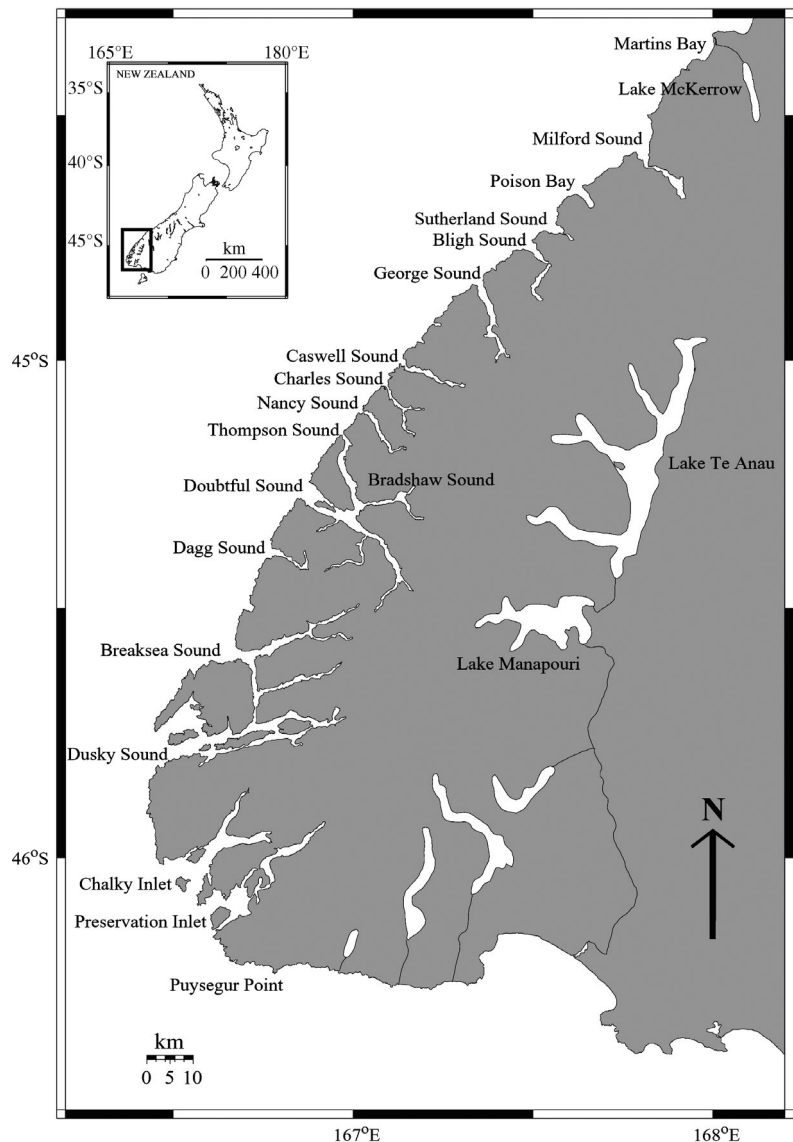 165°E
180°E
NEW ZEALAND
35°S
40°S
45°S
km
0 200 400
Martins Bay
Lake McKerrow
Milford Sound
Poison Bay
Sutherland Sound
Bligh Sound
George Sound
45°S
Caswell Sound
Charles Sound
Nancy Sound
Thompson Sound
Bradshaw Sound
Lake Te Anau
Doubtful Sound
Dagg Sound
Breaksea Sound
Lake Manapouri
Dusky Sound
N
46°S
Chalky Inlet
Preservation Inlet
Puysegur Point
km
0 5 10
167°E
168°E